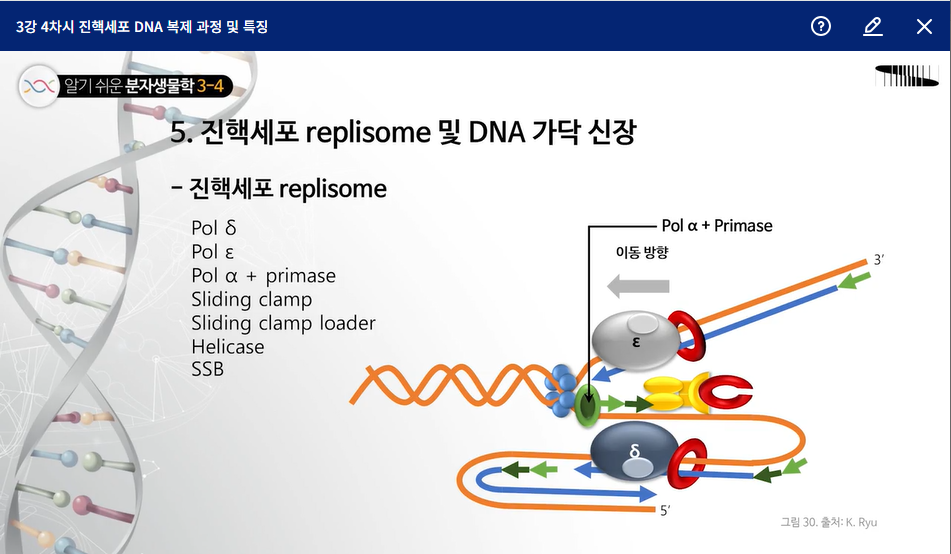 3강 4차시 진핵세포 DNA 복제 과정 및 특징
알기 쉬운 분자생물학 3-4
5. 진핵세포 replisome 및 DNA 가닥 신장
- 진핵세포 replisome
Pol δ
Pol ε
Pol α + primase
Sliding clamp
Sliding clamp loader
Helicase
SSB
Pol α + Primase
이동 방향
3’
ε
δ
5’
그림 30. 출처: K. Ryu